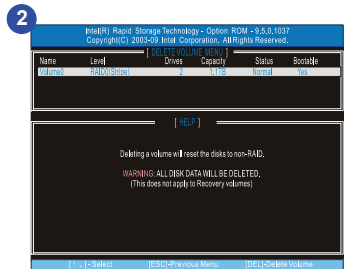 2
Intel(R) Rapid Storage Technology - Option ROM - 9.5.0.1037
Copyright(C) 2003-09 Intel Corporation. All Rights Reserved.
[ DELETE VOLUME MENU ]
Name Level Drives Capacity Status Bootable
Volume0 RAID0(Stripe) 2 1.1TB Normal Yes
[ HELP ]
Deleting a volume will reset the disks to non-RAID.
WARNING: ALL DISK DATA WILL BE DELETED.
(This does not apply to Recovery volumes)
[↑↓]-Select [ESC]-Previous Menu [DEL]-Delete Volume